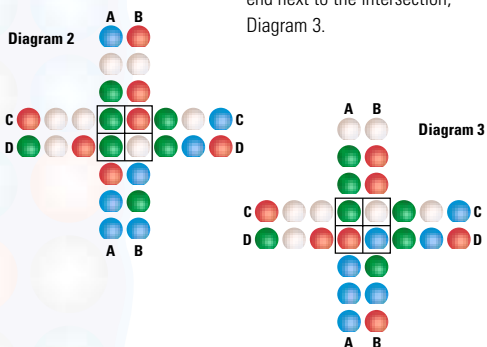 end next to the intersection,
Diagram 3.
A B
Diagram 2
C C
D D
A B
A B
Diagram 3
C C
D D
A B